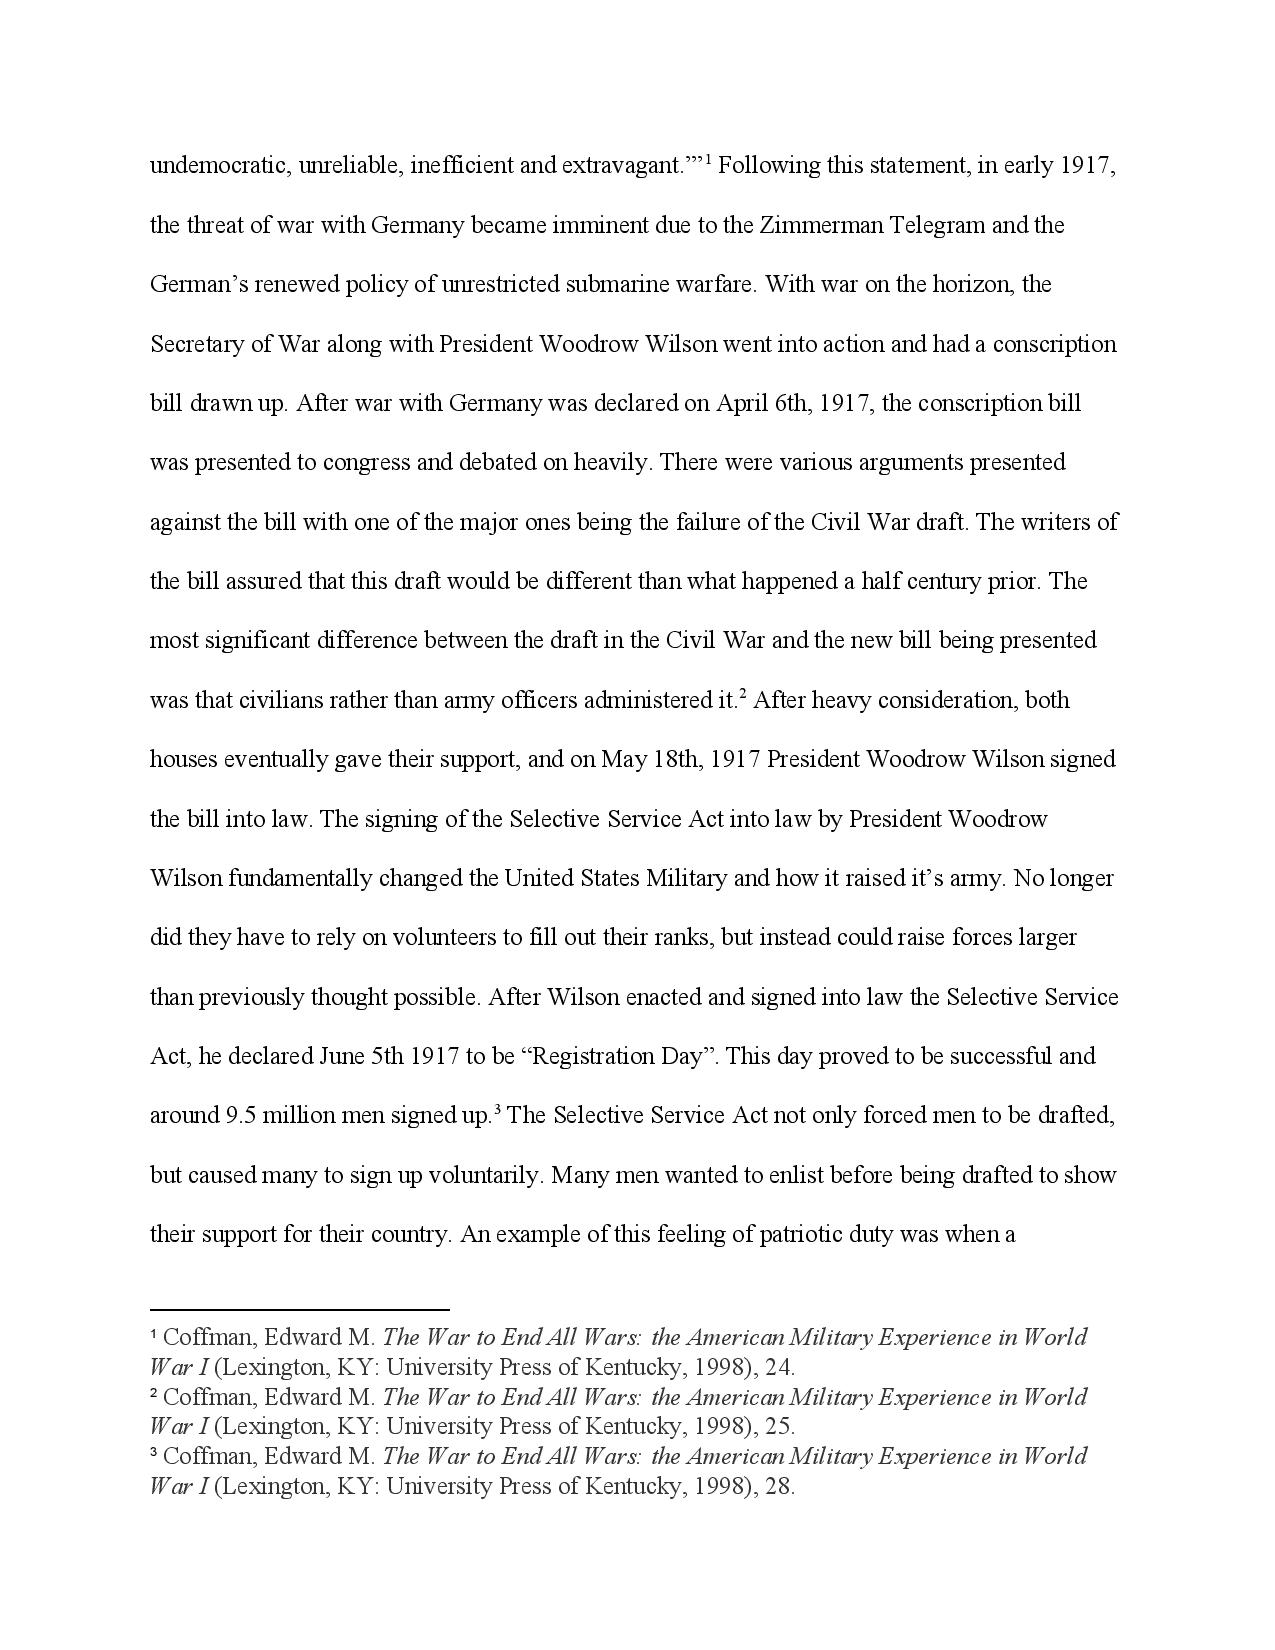 undemocratic, unreliable, inefficient and extravagant.’”¹ Following this statement, in early 1917,
the threat of war with Germany became imminent due to the Zimmerman Telegram and the
German’s renewed policy of unrestricted submarine warfare. With war on the horizon, the
Secretary of War along with President Woodrow Wilson went into action and had a conscription
bill drawn up. After war with Germany was declared on April 6th, 1917, the conscription bill
was presented to congress and debated on heavily. There were various arguments presented
against the bill with one of the major ones being the failure of the Civil War draft. The writers of
the bill assured that this draft would be different than what happened a half century prior. The
most significant difference between the draft in the Civil War and the new bill being presented
was that civilians rather than army officers administered it.² After heavy consideration, both
houses eventually gave their support, and on May 18th, 1917 President Woodrow Wilson signed
the bill into law. The signing of the Selective Service Act into law by President Woodrow
Wilson fundamentally changed the United States Military and how it raised it’s army. No longer
did they have to rely on volunteers to fill out their ranks, but instead could raise forces larger
than previously thought possible. After Wilson enacted and signed into law the Selective Service
Act, he declared June 5th 1917 to be “Registration Day”. This day proved to be successful and
around 9.5 million men signed up.³ The Selective Service Act not only forced men to be drafted,
but caused many to sign up voluntarily. Many men wanted to enlist before being drafted to show
their support for their country. An example of this feeling of patriotic duty was when a
¹ Coffman, Edward M. The War to End All Wars: the American Military Experience in World
War I (Lexington, KY: University Press of Kentucky, 1998), 24.
² Coffman, Edward M. The War to End All Wars: the American Military Experience in World
War I (Lexington, KY: University Press of Kentucky, 1998), 25.
³ Coffman, Edward M. The War to End All Wars: the American Military Experience in World
War I (Lexington, KY: University Press of Kentucky, 1998), 28.